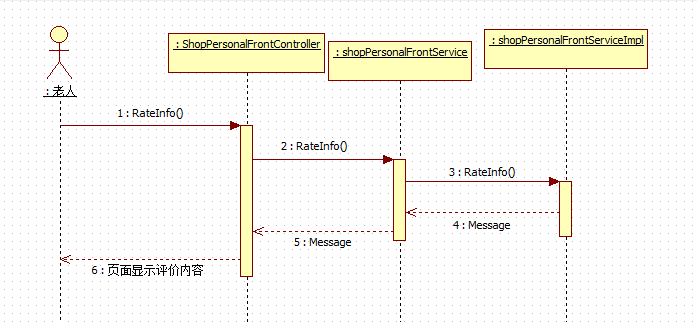 : ShopPersonalFrontController
: shopPersonalFrontService
: shopPersonalFrontServiceImpl
: 老人
1 : RateInfo()
2 : RateInfo()
3 : RateInfo()
4 : Message
5 : Message
6 : 页面显示评价内容